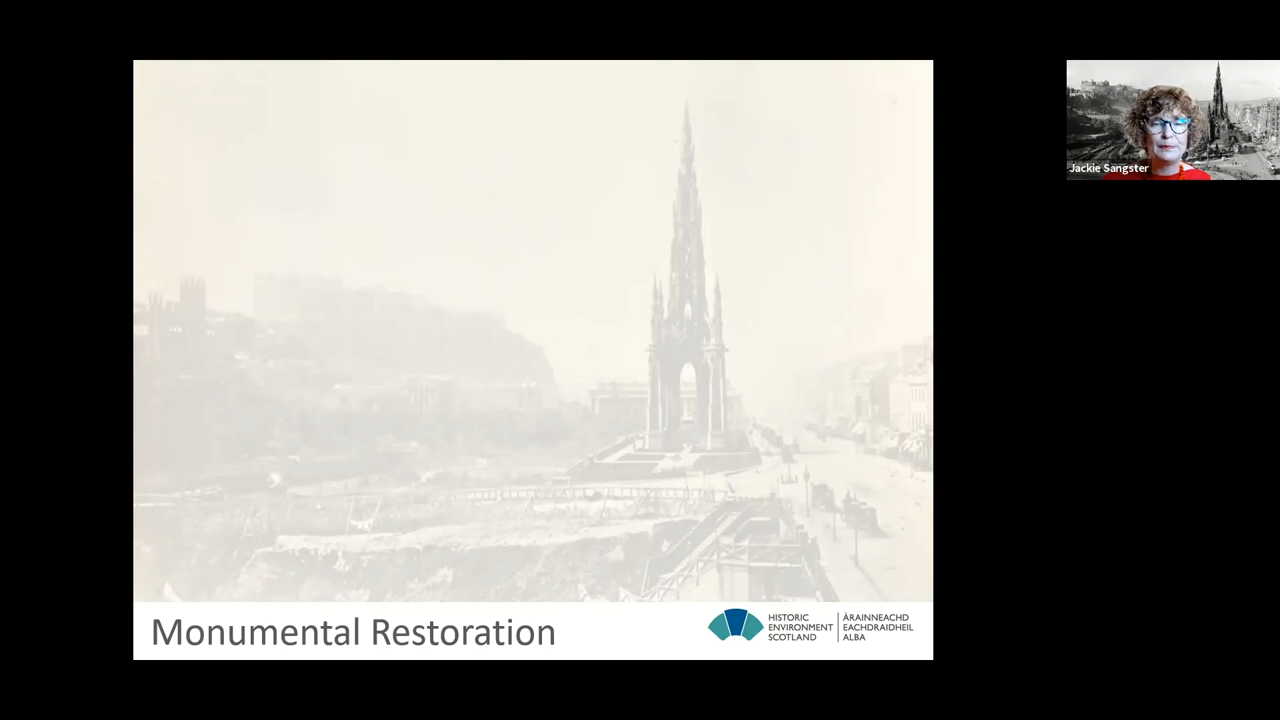 Jackie Sangster
Monumental Restoration
HISTORIC
ENVIRONMENT
SCOTLAND
ÀRAINNEACHD
EACHDRAIDHEIL
ALBA